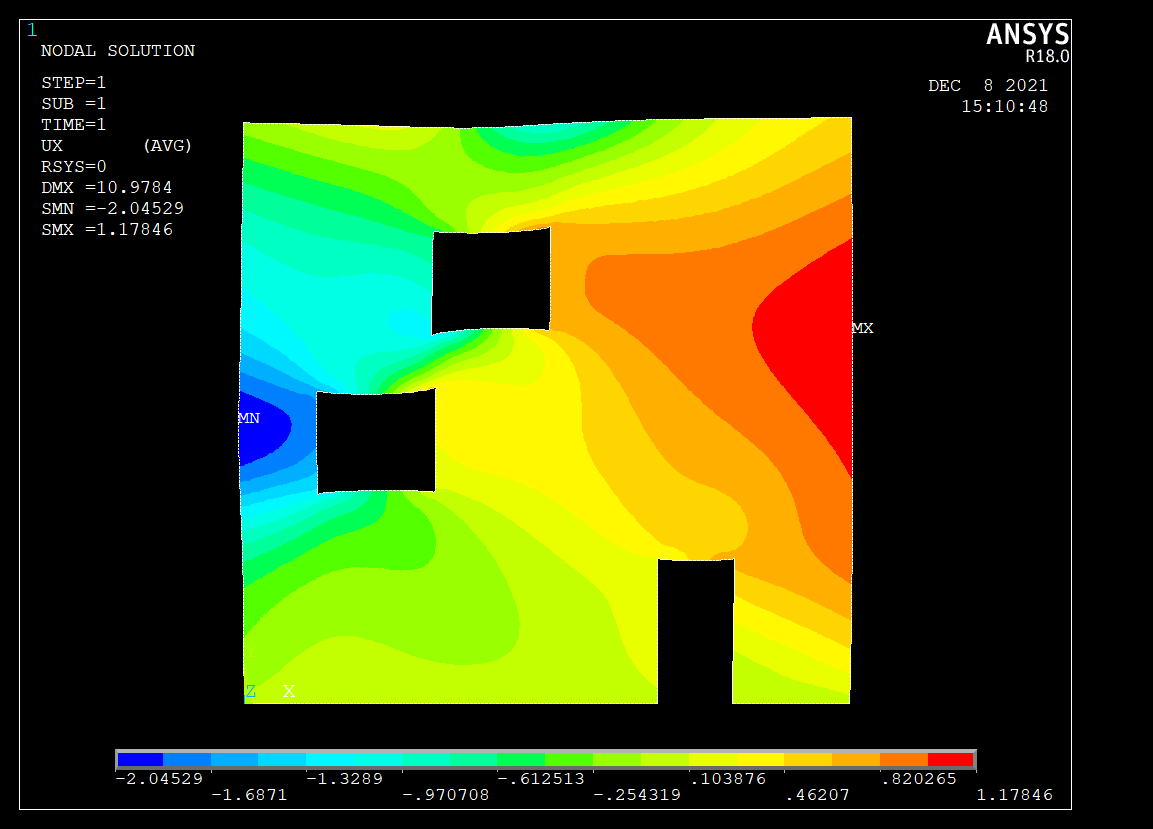 1
ANSYS
R18.0
NODAL SOLUTION
STEP=1
SUB =1
TIME=1
UX (AVG)
RSYS=0
DMX =10.9784
SMN =-2.04529
SMX =1.17846
DEC 8 2021
15:10:48
MX
MN
Z X
-2.04529 -1.3289 -.612513 .103876 .820265
-1.6871 -.970708 -.254319 .46207 1.17846